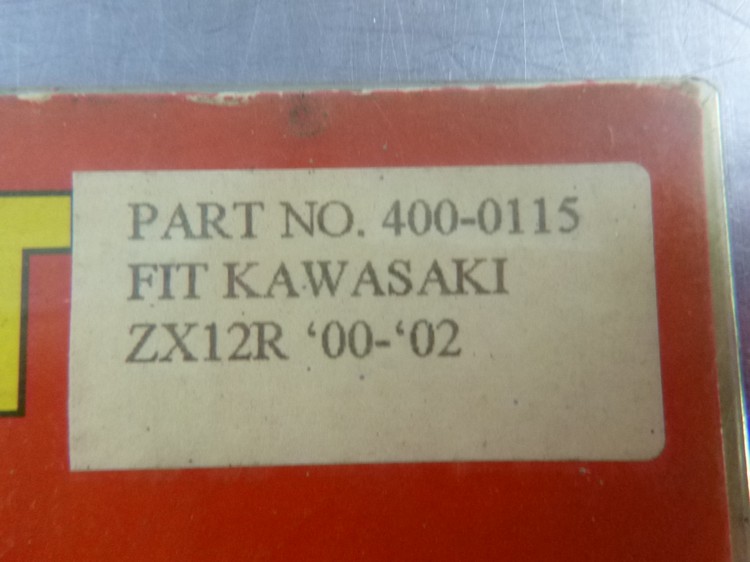 PART NO. 400-0115
FIT KAWASAKI
ZX12R ‘00-‘02